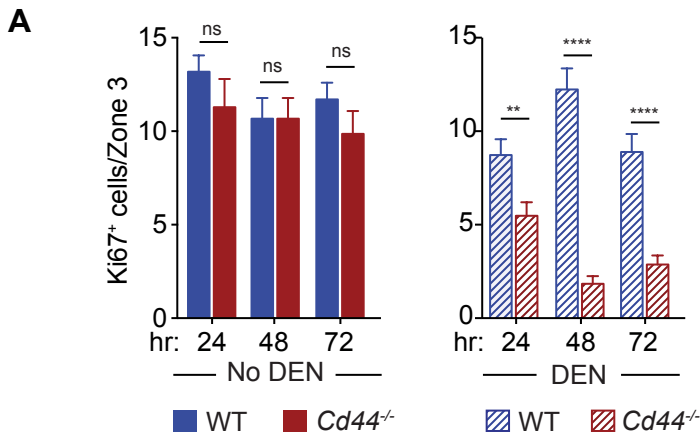 A
Ki67⁺ cells/Zone 3
15
10
5
0
ns
ns
ns
hr: 24 48 72
No DEN
WT Cd44⁻/⁻
15
10
5
0
**
****
****
24 48 72
DEN
WT Cd44⁻/⁻